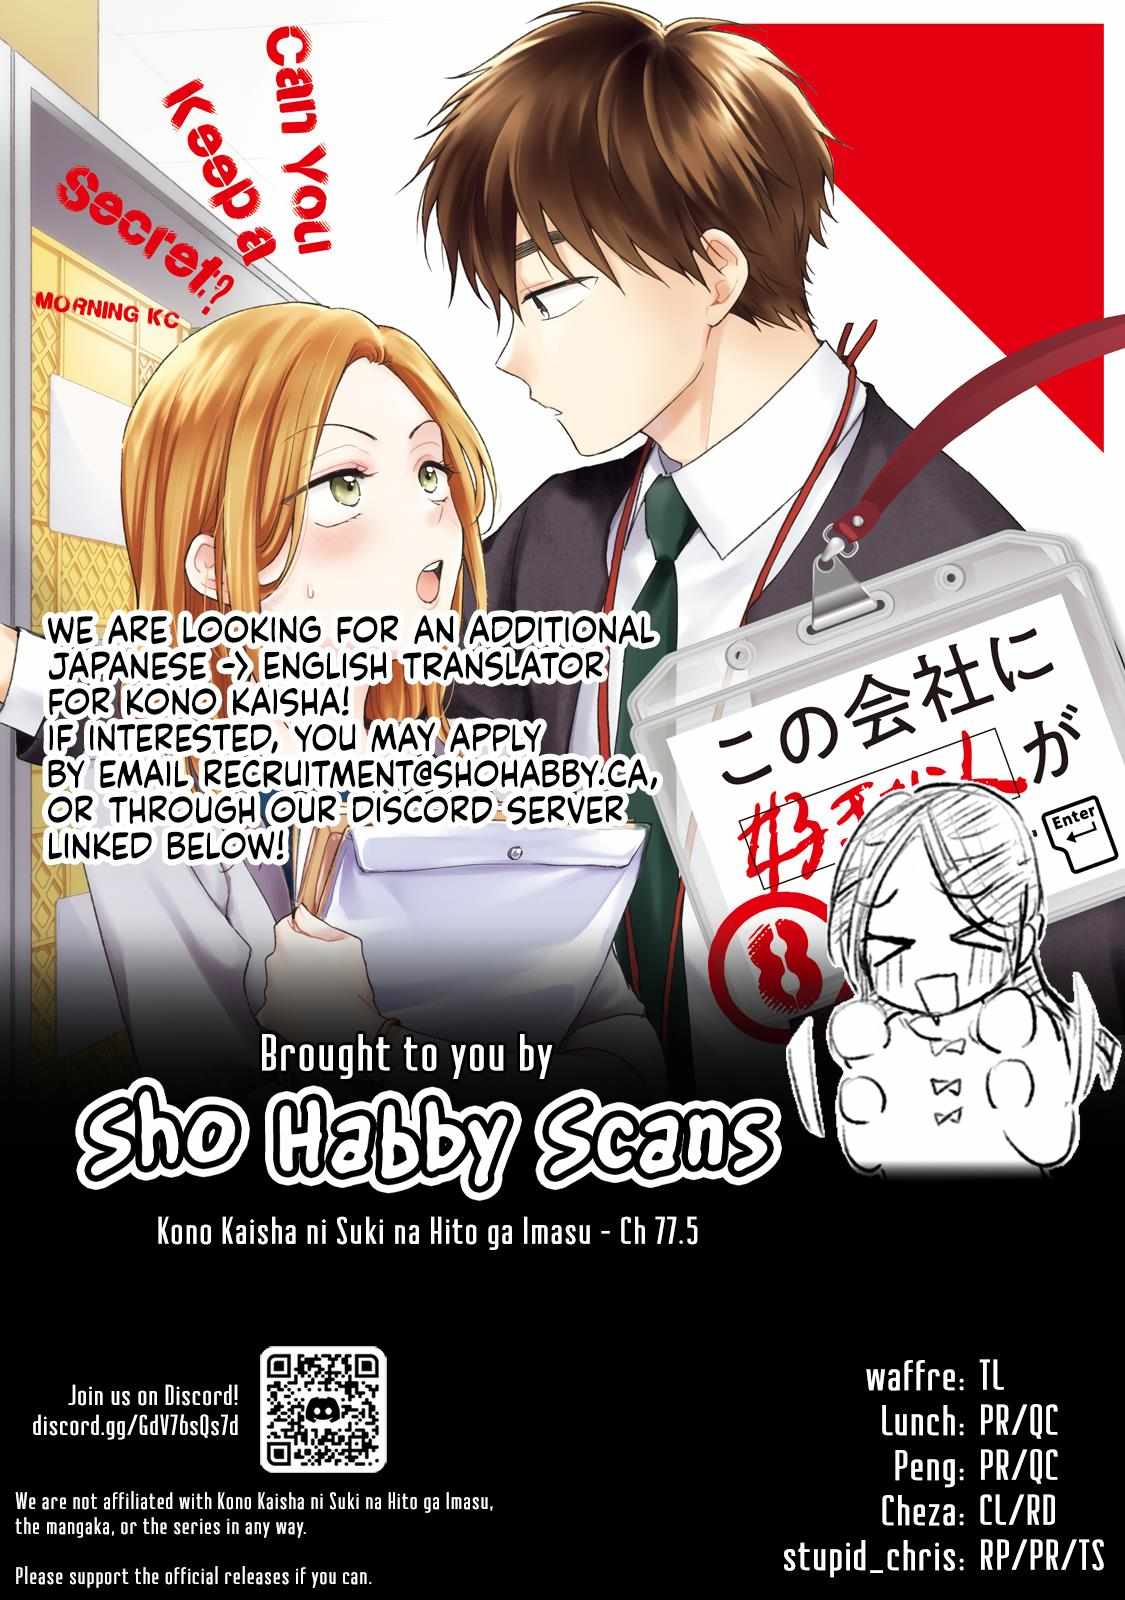 Can You
Keep a
Secret?
MORNING KC
WE ARE LOOKING FOR AN ADDITIONAL
JAPANESE -> ENGLISH TRANSLATOR
FOR KONO KAISHA!
IF INTERESTED, YOU MAY APPLY
BY EMAIL RECRUITMENT@SHOHABBY.CA,
OR THROUGH OUR DISCORD SERVER
LINKED BELOW!
この会社に
好きな人が
Enter
8
Brought to you by
Sho Habby Scans
Kono Kaisha ni Suki na Hito ga Imasu - Ch 77.5
Join us on Discord!
discord.gg/GdV76sQs7d
We are not affiliated with Kono Kaisha ni Suki na Hito ga Imasu,
the mangaka, or the series in any way.
Please support the official releases if you can.
waffre: TL
Lunch: PR/QC
Peng: PR/QC
Cheza: CL/RD
stupid_chris: RP/PR/TS